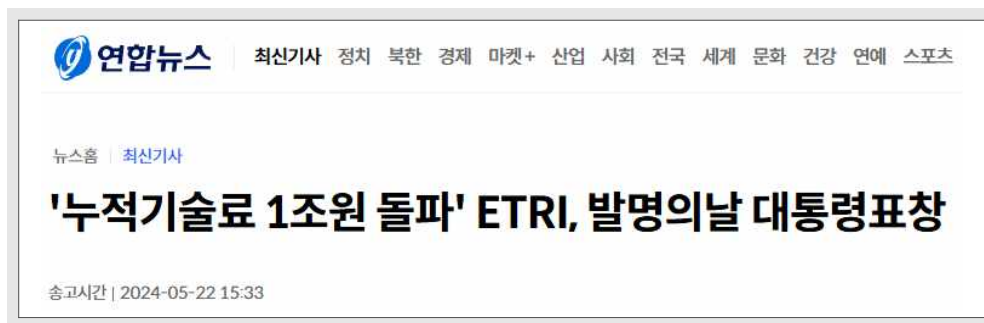 연합뉴스 최신기사 정치 북한 경제 마켓+ 산업 사회 전국 세계 문화 건강 연예 스포츠
뉴스홈 | 최신기사
'누적기술료 1조원 돌파' ETRI, 발명의날 대통령표창
송고시간 | 2024-05-22 15:33